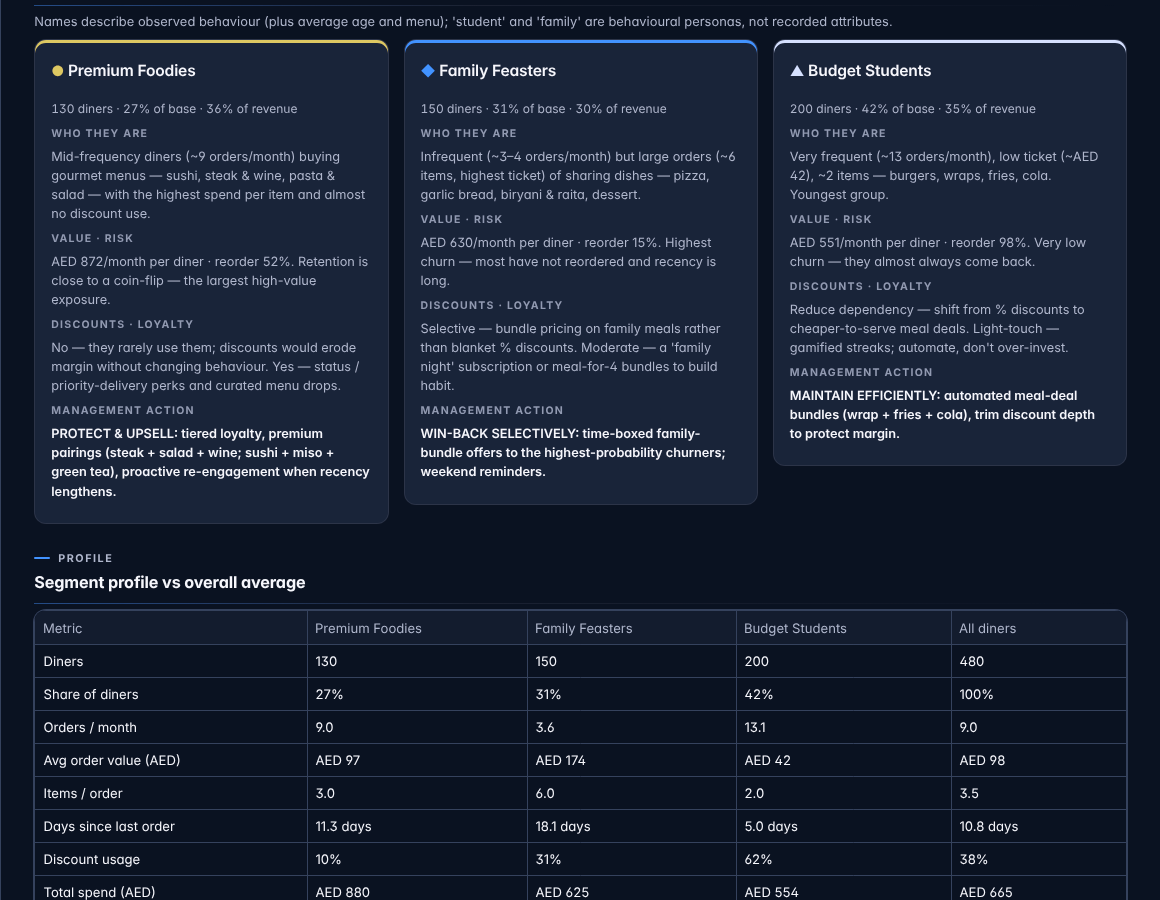 Names describe observed behaviour (plus average age and menu); 'student' and 'family' are behavioural personas, not recorded attributes.
Premium Foodies
130 diners · 27% of base · 36% of revenue
WHO THEY ARE
Mid-frequency diners (~9 orders/month) buying
gourmet menus — sushi, steak & wine, pasta &
salad — with the highest spend per item and almost
no discount use.
VALUE · RISK
AED 872/month per diner · reorder 52%. Retention is
close to a coin-flip — the largest high-value
exposure.
DISCOUNTS · LOYALTY
No — they rarely use them; discounts would erode
margin without changing behaviour. Yes — status /
priority-delivery perks and curated menu drops.
MANAGEMENT ACTION
PROTECT & UPSELL: tiered loyalty, premium
pairings (steak + salad + wine; sushi + miso +
green tea), proactive re-engagement when recency
lengthens.
Family Feasters
150 diners · 31% of base · 30% of revenue
WHO THEY ARE
Infrequent (~3–4 orders/month) but large orders (~6
items, highest ticket) of sharing dishes — pizza,
garlic bread, biryani & raita, dessert.
VALUE · RISK
AED 630/month per diner · reorder 15%. Highest
churn — most have not reordered and recency is
long.
DISCOUNTS · LOYALTY
Selective — bundle pricing on family meals rather
than blanket % discounts. Moderate — a 'family
night' subscription or meal-for-4 bundles to build
habit.
MANAGEMENT ACTION
WIN-BACK SELECTIVELY: time-boxed family-
bundle offers to the highest-probability churners;
weekend reminders.
Budget Students
200 diners · 42% of base · 35% of revenue
WHO THEY ARE
Very frequent (~13 orders/month), low ticket (~AED
42), ~2 items — burgers, wraps, fries, cola.
Youngest group.
VALUE · RISK
AED 551/month per diner · reorder 98%. Very low
churn — they almost always come back.
DISCOUNTS · LOYALTY
Reduce dependency — shift from % discounts to
cheaper-to-serve meal deals. Light-touch —
gamified streaks; automate, don't over-invest.
MANAGEMENT ACTION
MAINTAIN EFFICIENTLY: automated meal-deal
bundles (wrap + fries + cola), trim discount depth
to protect margin.
PROFILE
Segment profile vs overall average
Metric Premium Foodies Family Feasters Budget Students All diners
Diners 130 150 200 480
Share of diners 27% 31% 42% 100%
Orders / month 9.0 3.6 13.1 9.0
Avg order value (AED) AED 97 AED 174 AED 42 AED 98
Items / order 3.0 6.0 2.0 3.5
Days since last order 11.3 days 18.1 days 5.0 days 10.8 days
Discount usage 10% 31% 62% 38%
Total spend (AED) AED 880 AED 625 AED 554 AED 665